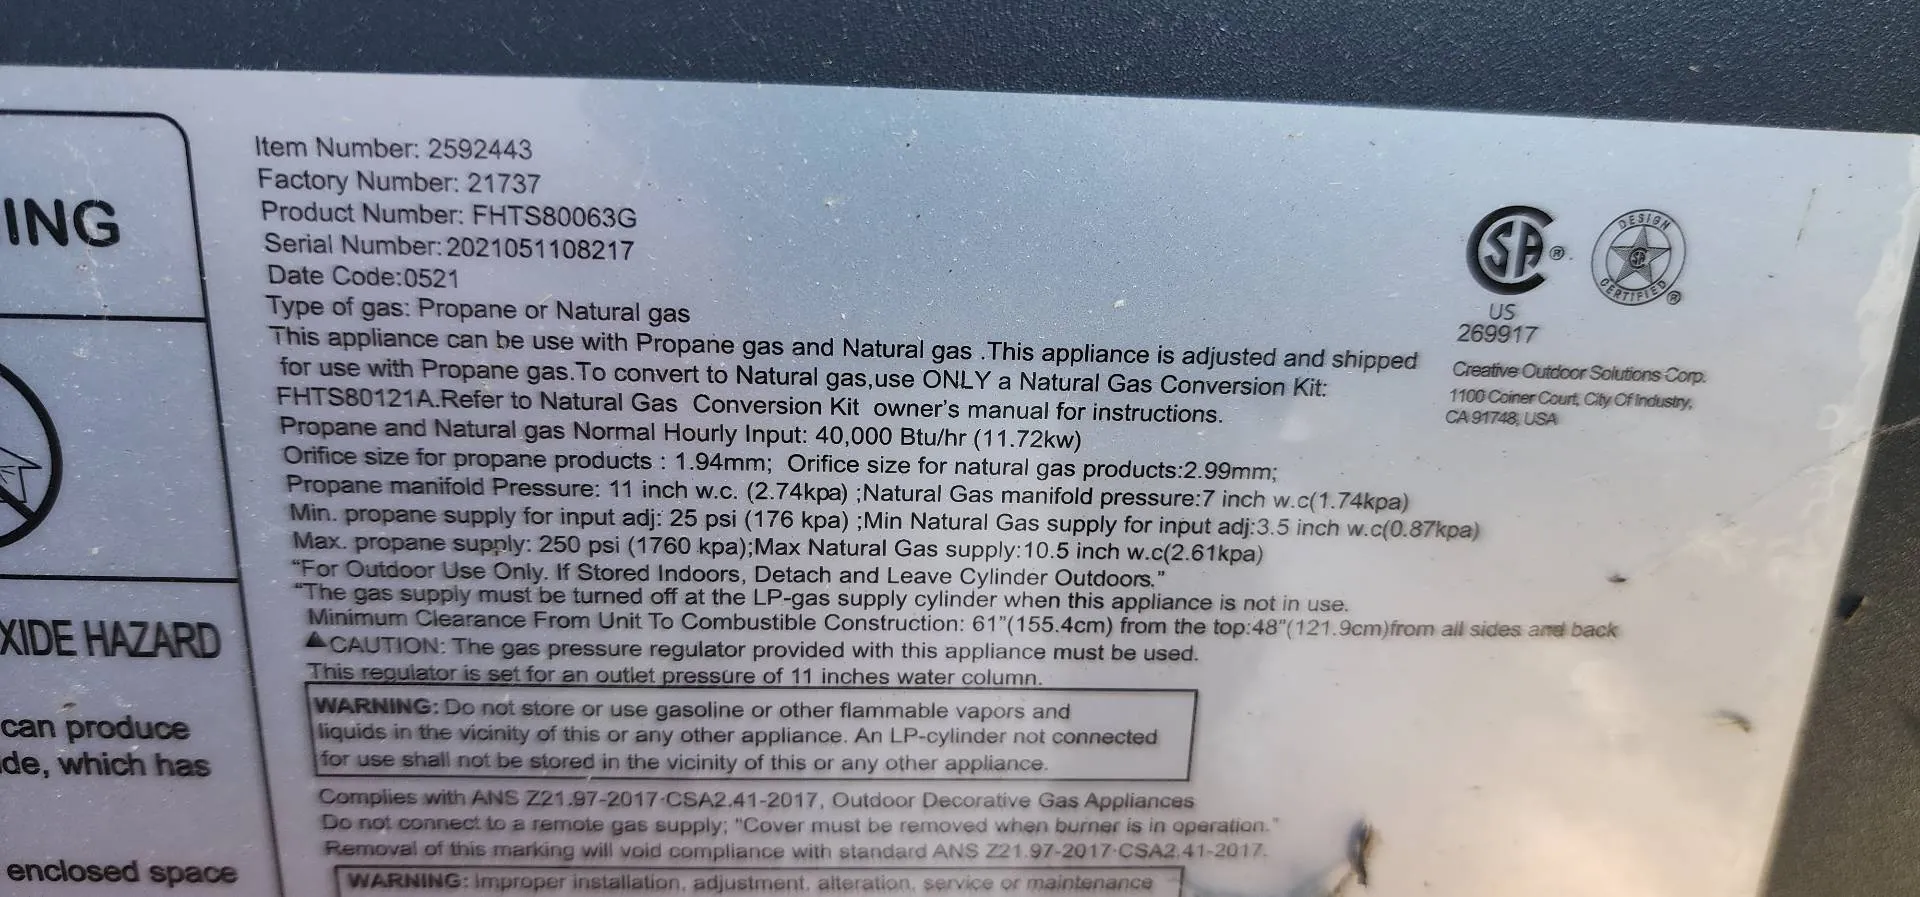 ING
XIDE HAZARD
can produce
de, which has
enclosed space
Item Number: 2592443
Factory Number: 21737
Product Number: FHTS80063G
Serial Number: 2021051108217
Date Code:0521
Type of gas: Propane or Natural gas
This appliance can be use with Propane gas and Natural gas .This appliance is adjusted and shipped
for use with Propane gas.To convert to Natural gas,use ONLY a Natural Gas Conversion Kit:
FHTS80121A.Refer to Natural Gas Conversion Kit owner's manual for instructions.
Propane and Natural gas Normal Hourly Input: 40,000 Btu/hr (11.72kw)
Orifice size for propane products : 1.94mm; Orifice size for natural gas products:2.99mm;
Propane manifold Pressure: 11 inch w.c. (2.74kpa) ;Natural Gas manifold pressure:7 inch w.c(1.74kpa)
Min. propane supply for input adj: 25 psi (176 kpa) ;Min Natural Gas supply for input adj:3.5 inch w.c(0.87kpa)
Max. propane supply: 250 psi (1760 kpa);Max Natural Gas supply:10.5 inch w.c(2.61kpa)
"For Outdoor Use Only. If Stored Indoors, Detach and Leave Cylinder Outdoors."
"The gas supply must be turned off at the LP-gas supply cylinder when this appliance is not in use.
Minimum Clearance From Unit To Combustible Construction: 61"(155.4cm) from the top:48"(121.9cm)from all sides and back
CAUTION: The gas pressure regulator provided with this appliance must be used.
This regulator is set for an outlet pressure of 11 inches water column.
WARNING: Do not store or use gasoline or other flammable vapors and
liquids in the vicinity of this or any other appliance. An LP-cylinder not connected
for use shall not be stored in the vicinity of this or any other appliance.
Complies with ANS Z21.97-2017·CSA2.41-2017, Outdoor Decorative Gas Appliances
Do not connect to a remote gas supply; "Cover must be removed when burner is in operation."
Removal of this marking will void compliance with standard ANS Z21.97-2017·CSA2.41-2017.
WARNING: Improper installation, adjustment, alteration, service or maintenance
SA ®.
DESIGN
SA
CERTIFIED ®
US
269917
Creative Outdoor Solutions Corp.
1100 Coiner Court, City Of Industry,
CA 91748, USA